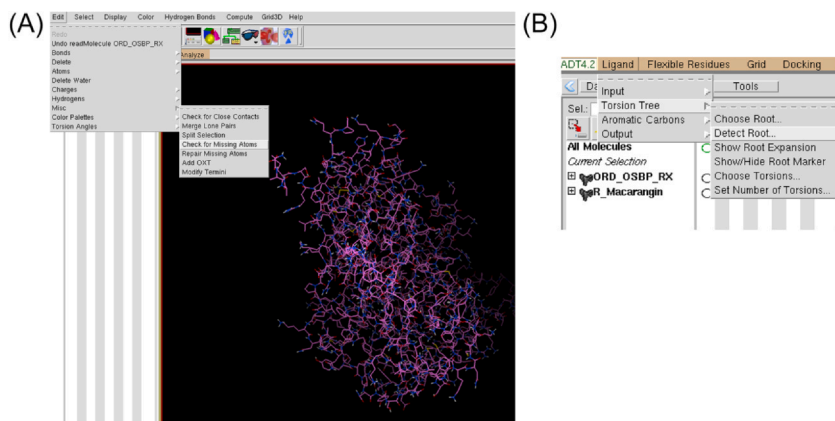 (A)
Edit Select Display Color Hydrogen Bonds Compute Grid3D Help
Redo
Undo readMolecule ORD_OSBP_RX
Bonds
Delete
Atoms
Delete Water
Charges
Hydrogens
Misc
Color Palettes
Torsion Angles
Analyze
Check for Close Contacts
Merge Lone Pairs
Split Selection
Check for Missing Atoms
Repair Missing Atoms
Add OXT
Modify Termini
(B)
ADT4.2 Ligand Flexible Residues Grid Docking
Da Tools
Sel.:
Input
Torsion Tree
Aromatic Carbons
Output
Choose Root...
Detect Root...
Show Root Expansion
Show/Hide Root Marker
Choose Torsions...
Set Number of Torsions...
All Molecules
Current Selection
ORD_OSBP_RX
R_Macarangin